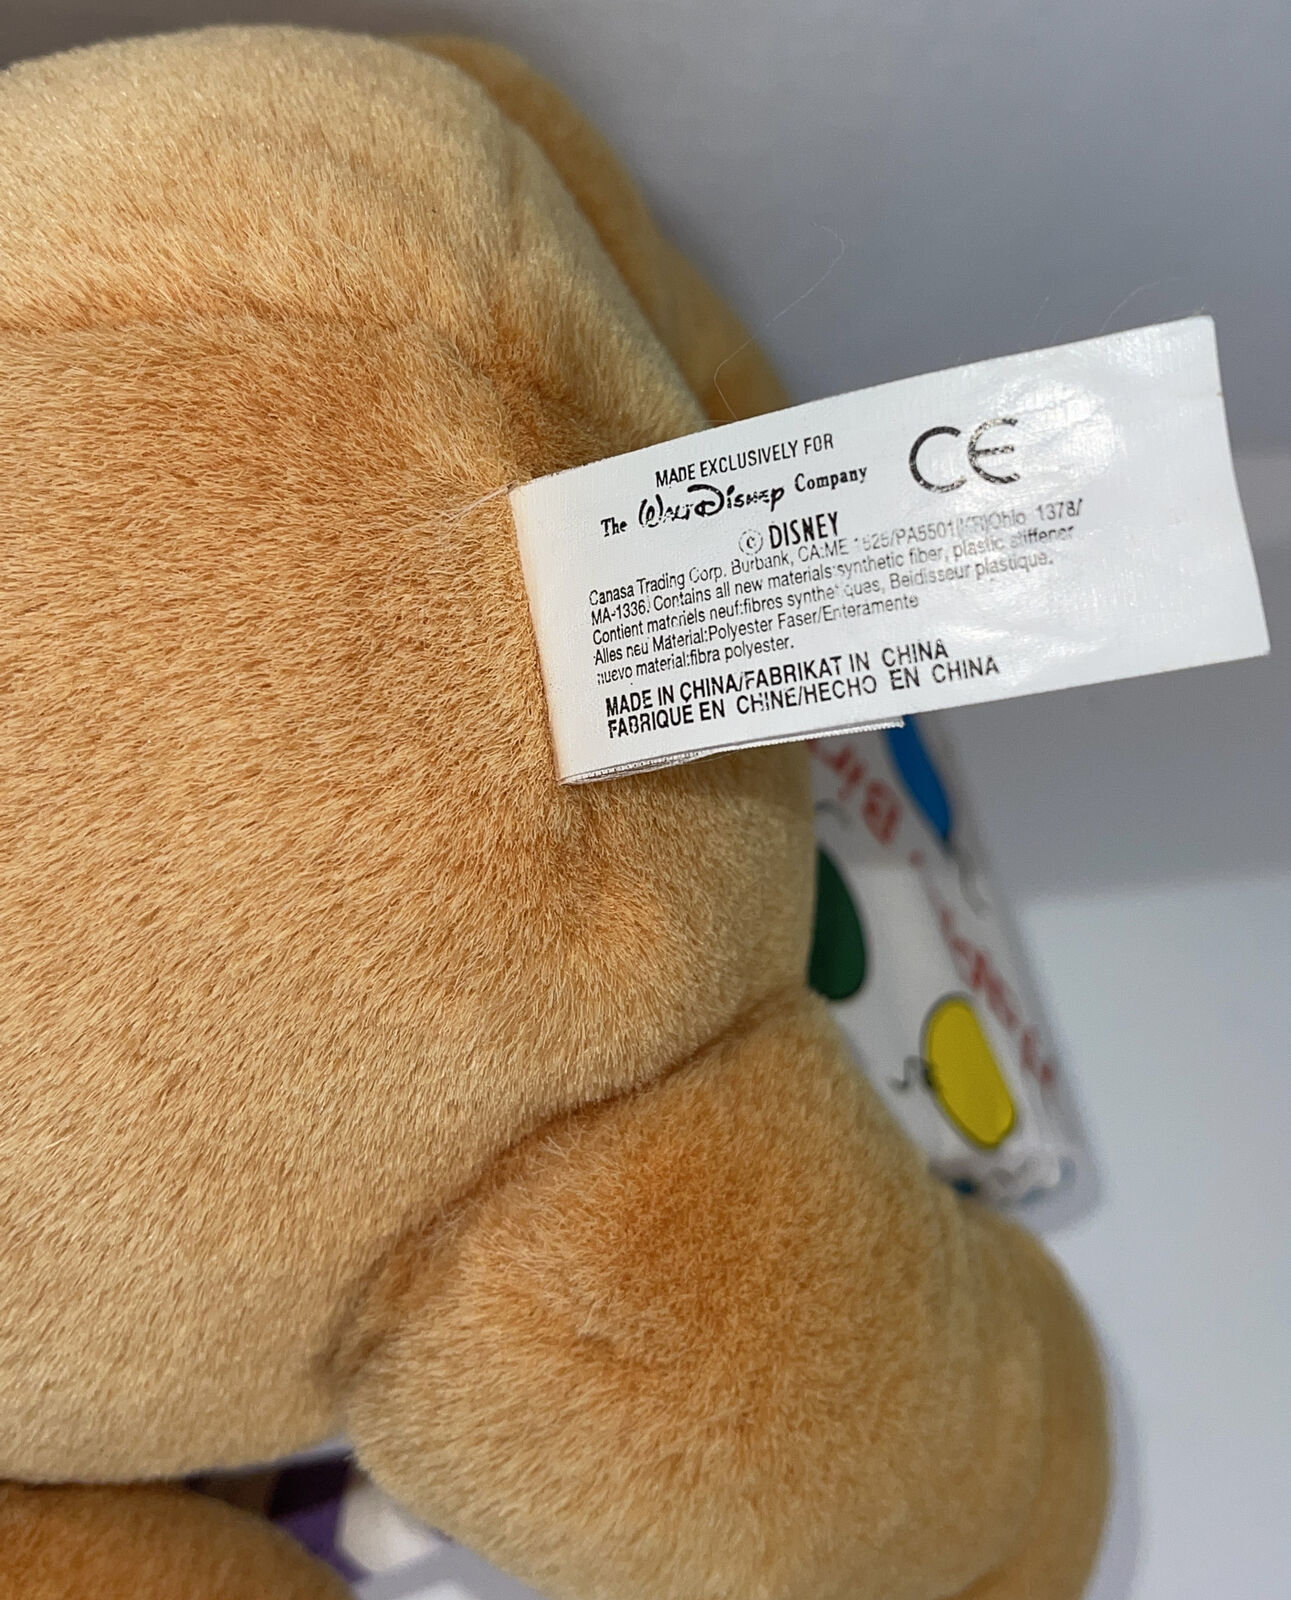 MADE EXCLUSIVELY FOR
The Walt Disney Company
CE
© DISNEY
Canasa Trading Corp. Burbank, CA:ME 1525/PA5501(KR)Ohio 1378/
MA-1336. Contains all new materials:synthetic fiber, plastic stiffener
Contient matériels neuf:fibres synthetiques, Beidisseur plastique.
Alles neu Material:Polyester Faser/Enteramente
nuevo material:fibra polyester.
MADE IN CHINA/FABRIKAT IN CHINA
FABRIQUE EN CHINE/HECHO EN CHINA